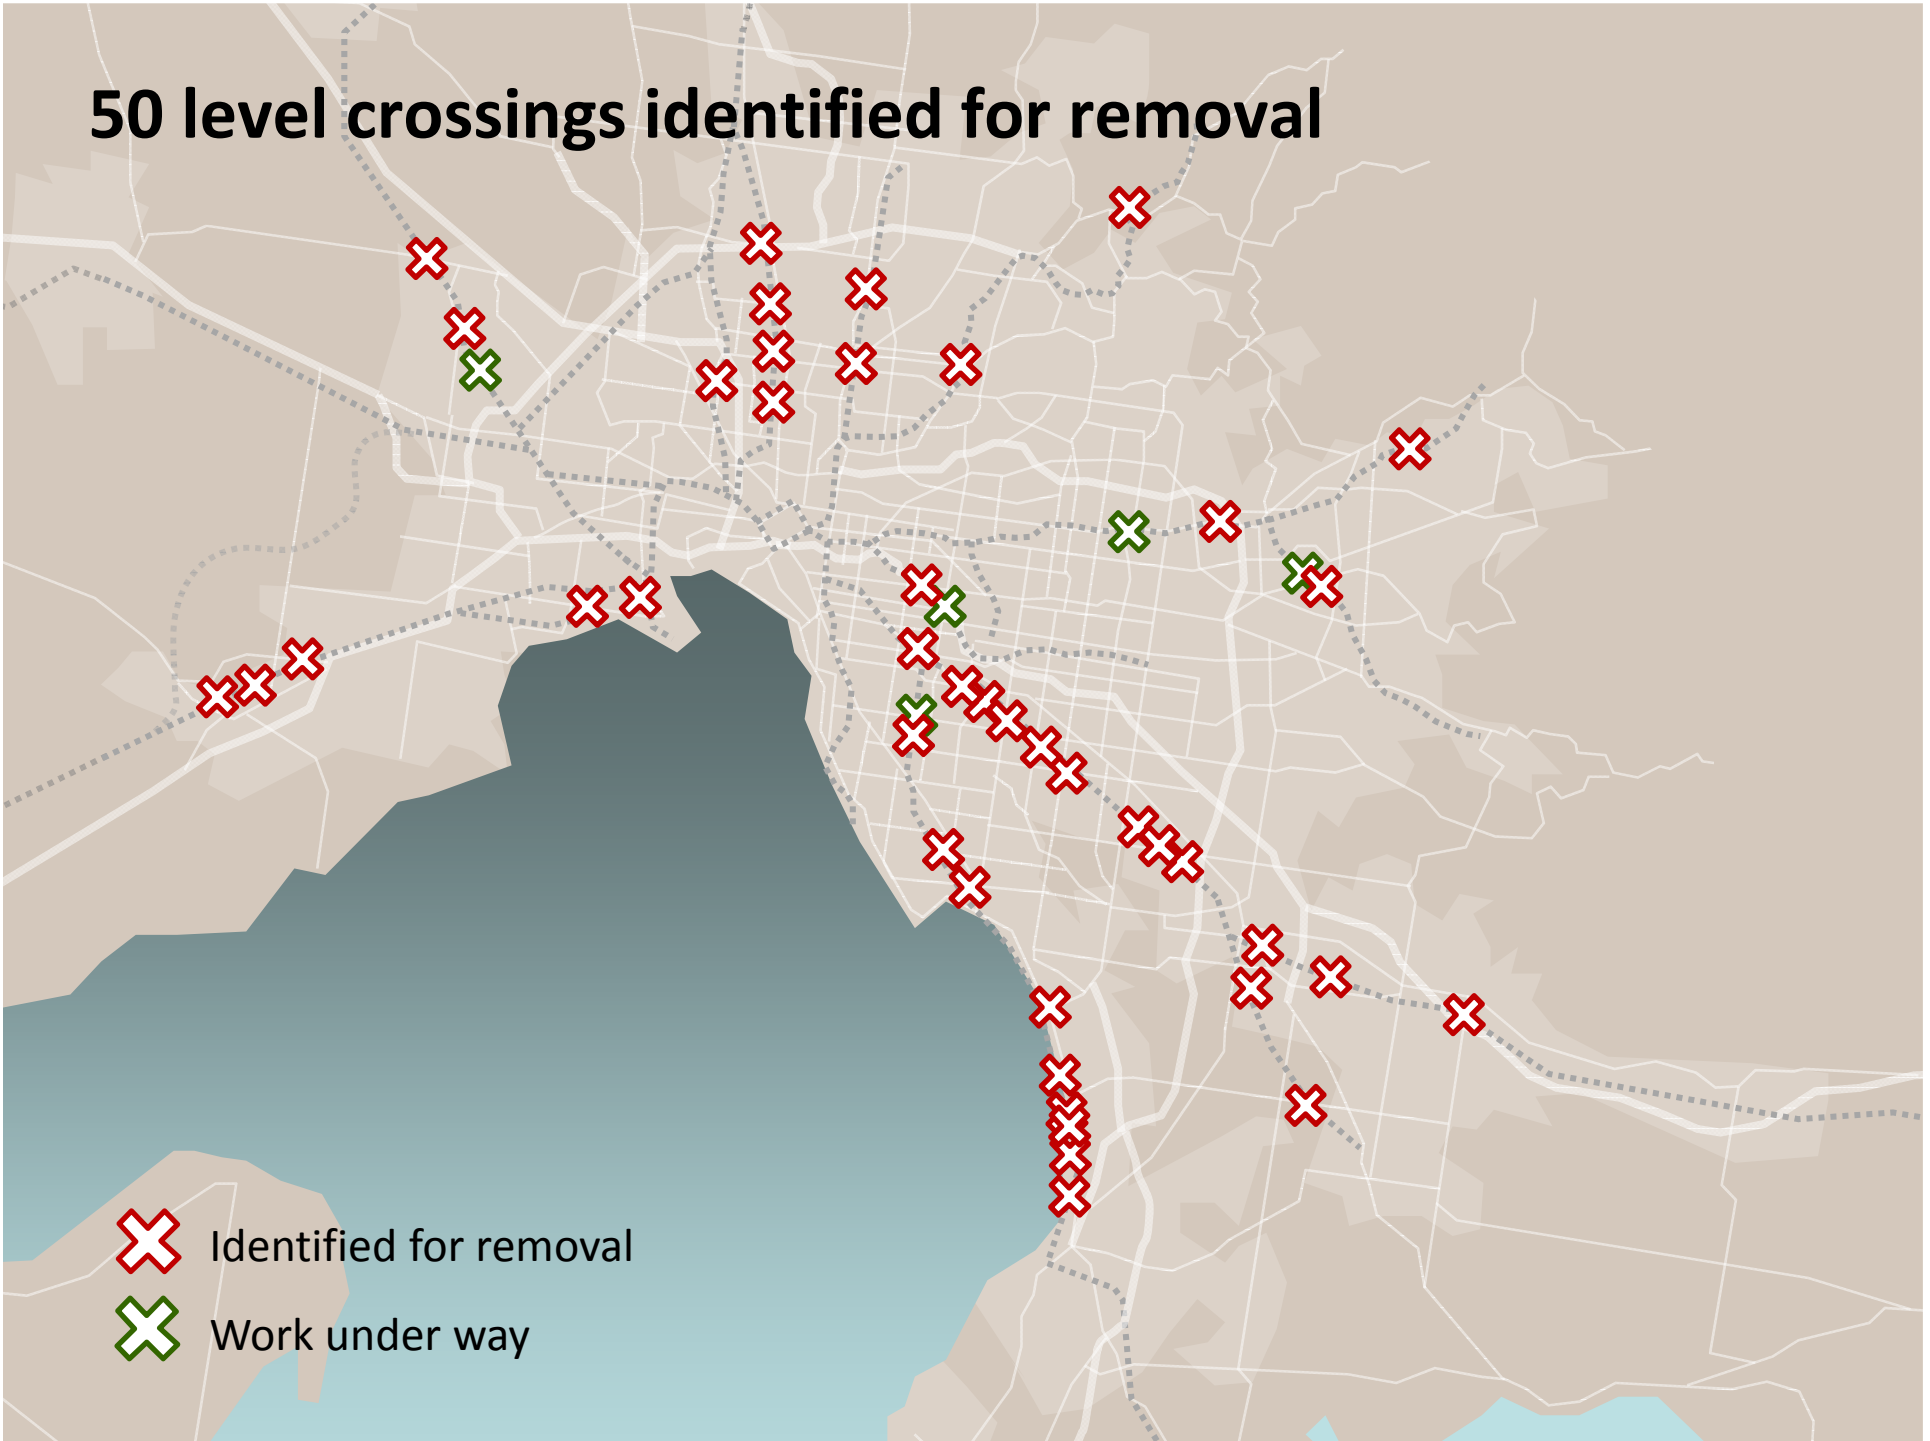 50 level crossings identified for removal
Identified for removal
Work under way